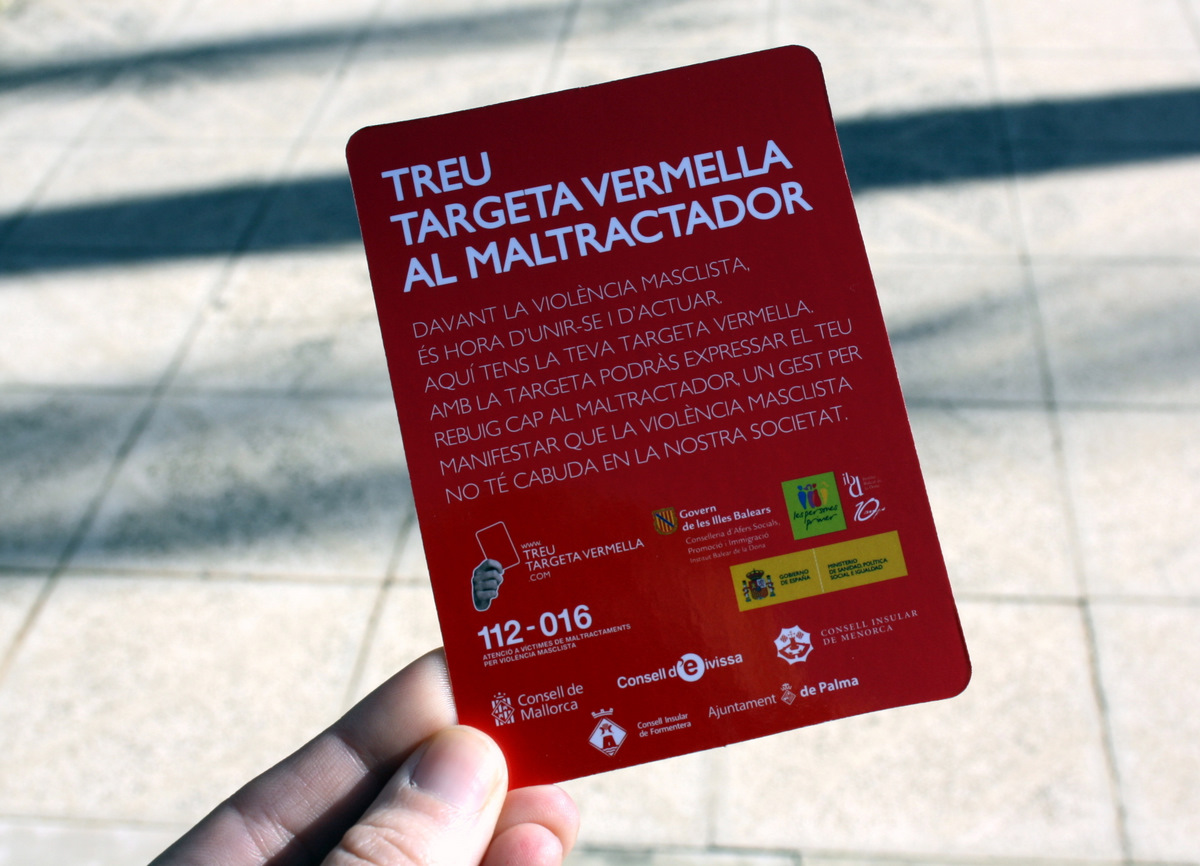 TREU
TARGETA VERMELLA
AL MALTRACTADOR
DAVANT LA VIOLÈNCIA MASCLISTA,
ÉS HORA D'UNIR-SE I D'ACTUAR.
AQUÍ TENS LA TEVA TARGETA VERMELLA.
AMB LA TARGETA PODRÀS EXPRESSAR EL TEU
REBUIG CAP AL MALTRACTADOR, UN GEST PER
MANIFESTAR QUE LA VIOLÈNCIA MASCLISTA
NO TÉ CABUDA EN LA NOSTRA SOCIETAT.
WWW.
TREU
TARGETA VERMELLA
.COM
Govern
de les Illes Balears
Conselleria d'Afers Socials,
Promoció i Immigració
Institut Balear de la Dona
les persones
primer
ibd
10
GOBIERNO
DE ESPAÑA
MINISTERIO
DE SANIDAD, POLÍTICA
SOCIAL E IGUALDAD
112 - 016
ATENCIÓ A VÍCTIMES DE MALTRACTAMENTS
PER VIOLÈNCIA MASCLISTA
Consell d'eivissa
CONSELL INSULAR
DE MENORCA
Consell de
Mallorca
Consell Insular
de Formentera
Ajuntament de Palma